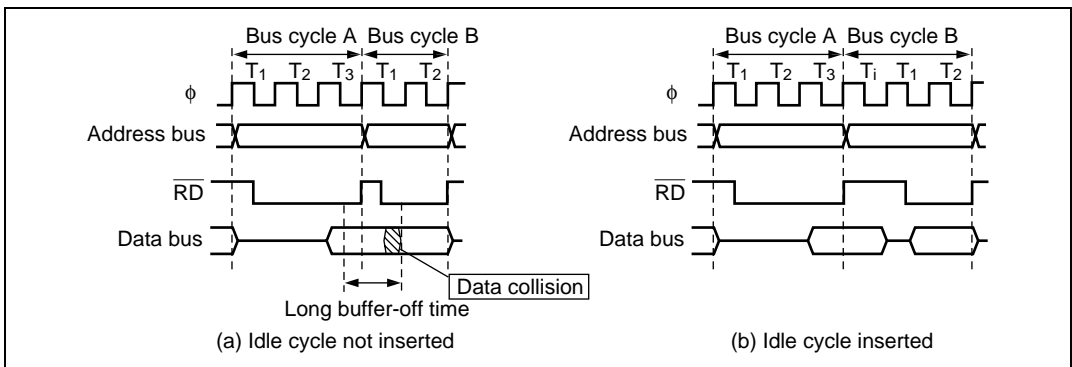 Bus cycle A Bus cycle B
T1 T2 T3 T1 T2
ϕ
Address bus
RD
Data bus
Data collision
Long buffer-off time
(a) Idle cycle not inserted
Bus cycle A Bus cycle B
T1 T2 T3 Ti T1 T2
ϕ
Address bus
RD
Data bus
(b) Idle cycle inserted